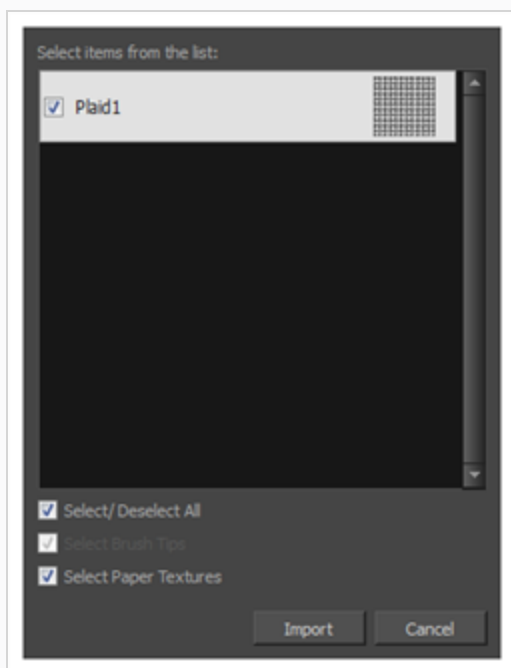 Select items from the list:
Plaid1
Select/ Deselect All
Select Brush Tips
Select Paper Textures
Import
Cancel